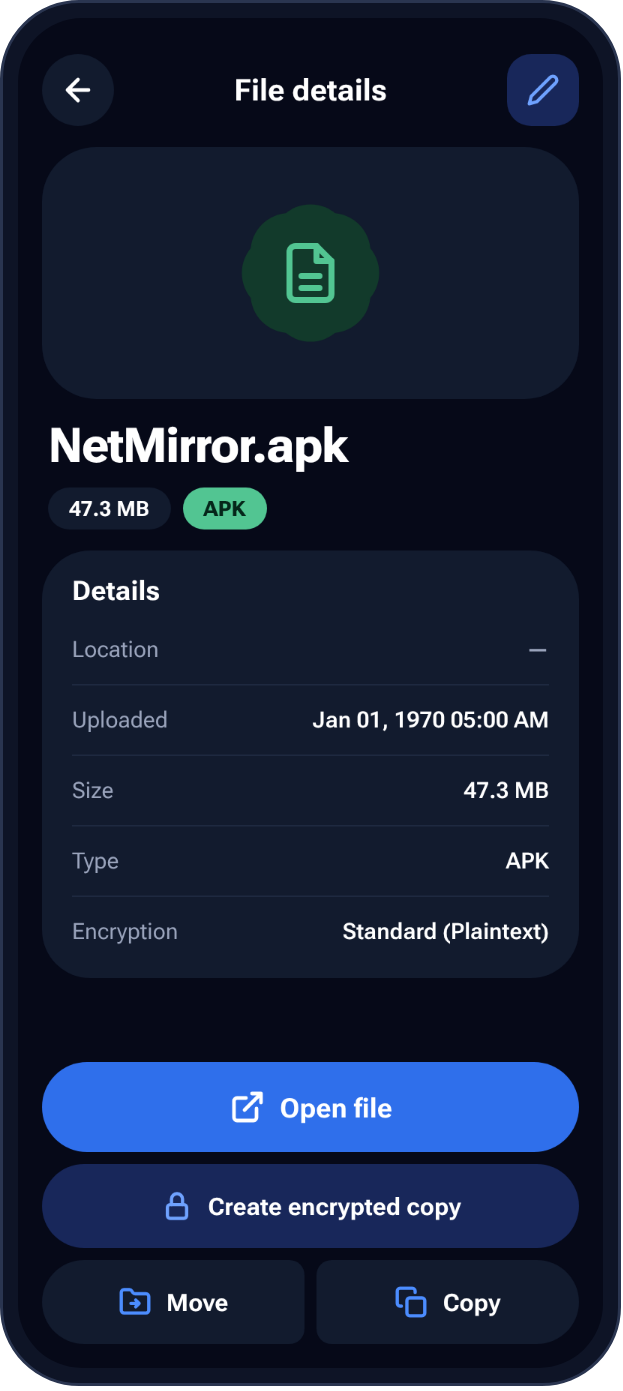 File details
NetMirror.apk
47.3 MB APK
Details
Location —
Uploaded Jan 01, 1970 05:00 AM
Size 47.3 MB
Type APK
Encryption Standard (Plaintext)
Open file
Create encrypted copy
Move Copy